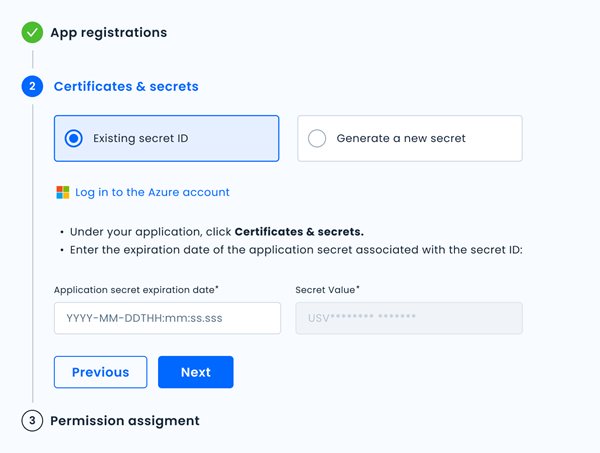 App registrations
2
Certificates & secrets
Existing secret ID
Generate a new secret
Log in to the Azure account
• Under your application, click Certificates & secrets.
• Enter the expiration date of the application secret associated with the secret ID:
Application secret expiration date*
Secret Value*
YYYY-MM-DDTHH:mm:ss.sss
USV******** *******
Previous
Next
3
Permission assigment